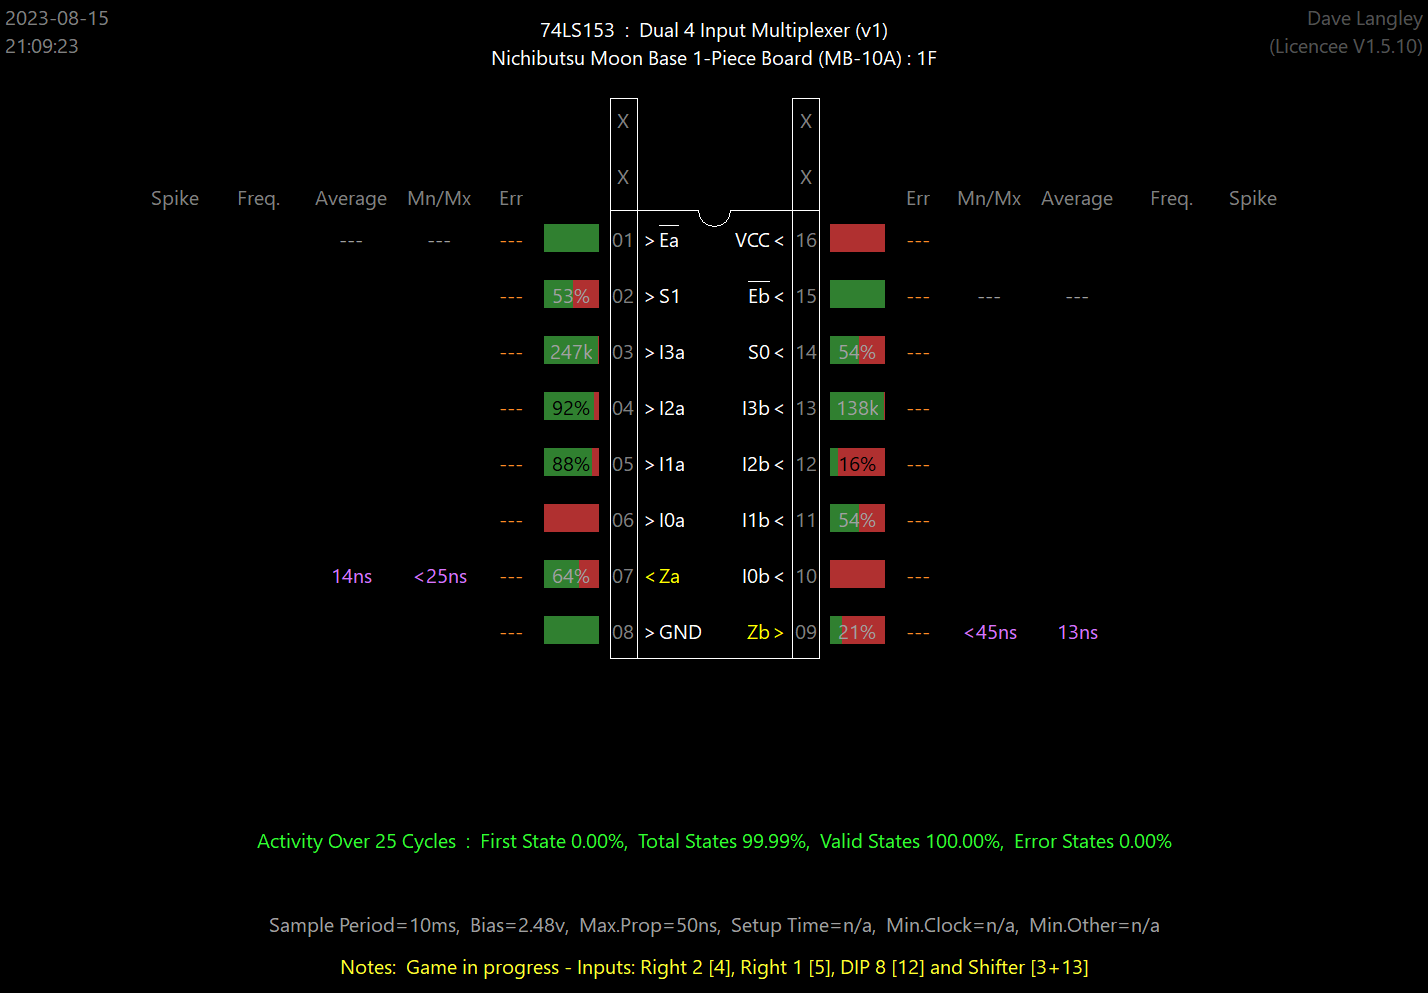 2023-08-15
21:09:23
74LS153 : Dual 4 Input Multiplexer (v1)
Nichibutsu Moon Base 1-Piece Board (MB-10A) : 1F
Dave Langley
(Licencee V1.5.10)
X X
X X
Spike Freq. Average Mn/Mx Err Err Mn/Mx Average Freq. Spike
--- --- --- 01 > Ea VCC < 16 ---
--- 53% 02 > S1 Eb < 15 --- --- ---
--- 247k 03 > I3a S0 < 14 54% ---
--- 92% 04 > I2a I3b < 13 138k ---
--- 88% 05 > I1a I2b < 12 16% ---
--- 06 > I0a I1b < 11 54% ---
14ns <25ns --- 64% 07 < Za I0b < 10 ---
--- 08 > GND Zb > 09 21% --- <45ns 13ns
Activity Over 25 Cycles : First State 0.00%, Total States 99.99%, Valid States 100.00%, Error States 0.00%
Sample Period=10ms, Bias=2.48v, Max.Prop=50ns, Setup Time=n/a, Min.Clock=n/a, Min.Other=n/a
Notes: Game in progress - Inputs: Right 2 [4], Right 1 [5], DIP 8 [12] and Shifter [3+13]